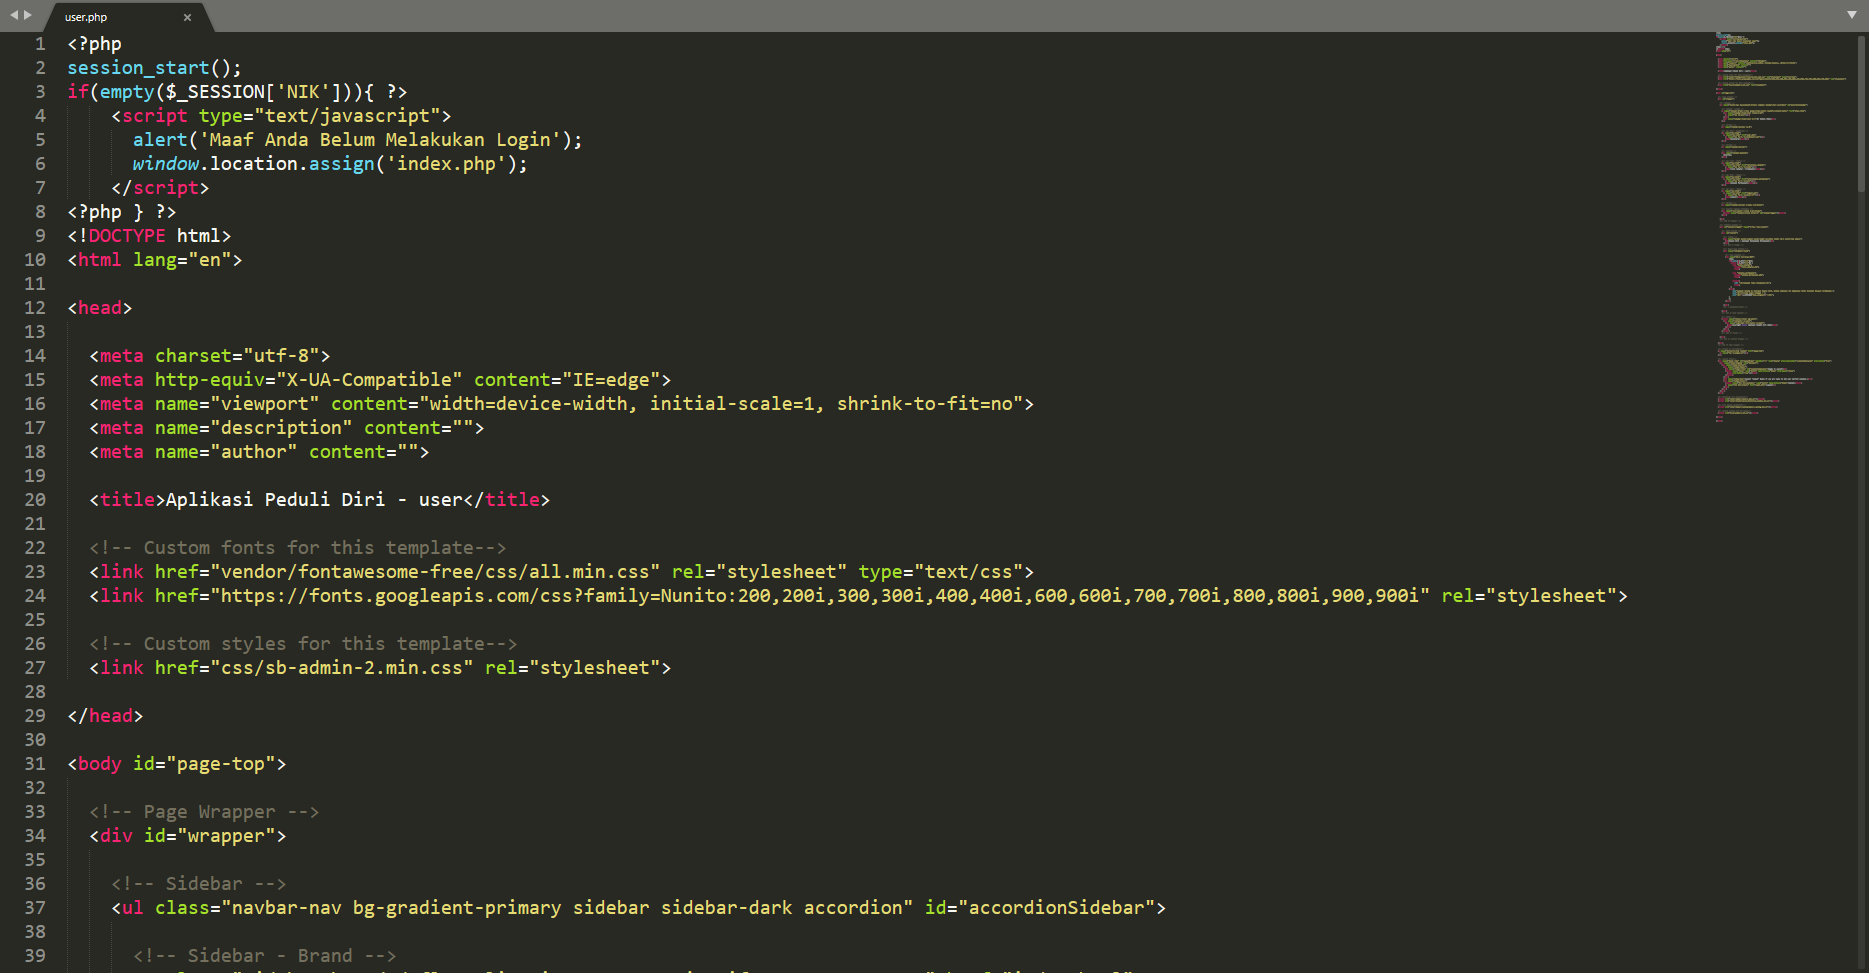 user.php ×
1 <?php
2 session_start();
3 if(empty($_SESSION['NIK'])){ ?>
4     <script type="text/javascript">
5       alert('Maaf Anda Belum Melakukan Login');
6       window.location.assign('index.php');
7     </script>
8 <?php } ?>
9 <!DOCTYPE html>
10 <html lang="en">
11
12 <head>
13
14   <meta charset="utf-8">
15   <meta http-equiv="X-UA-Compatible" content="IE=edge">
16   <meta name="viewport" content="width=device-width, initial-scale=1, shrink-to-fit=no">
17   <meta name="description" content="">
18   <meta name="author" content="">
19
20   <title>Aplikasi Peduli Diri - user</title>
21
22   <!-- Custom fonts for this template-->
23   <link href="vendor/fontawesome-free/css/all.min.css" rel="stylesheet" type="text/css">
24   <link href="https://fonts.googleapis.com/css?family=Nunito:200,200i,300,300i,400,400i,600,600i,700,700i,800,800i,900,900i" rel="stylesheet">
25
26   <!-- Custom styles for this template-->
27   <link href="css/sb-admin-2.min.css" rel="stylesheet">
28
29 </head>
30
31 <body id="page-top">
32
33   <!-- Page Wrapper -->
34   <div id="wrapper">
35
36     <!-- Sidebar -->
37     <ul class="navbar-nav bg-gradient-primary sidebar sidebar-dark accordion" id="accordionSidebar">
38
39       <!-- Sidebar - Brand -->